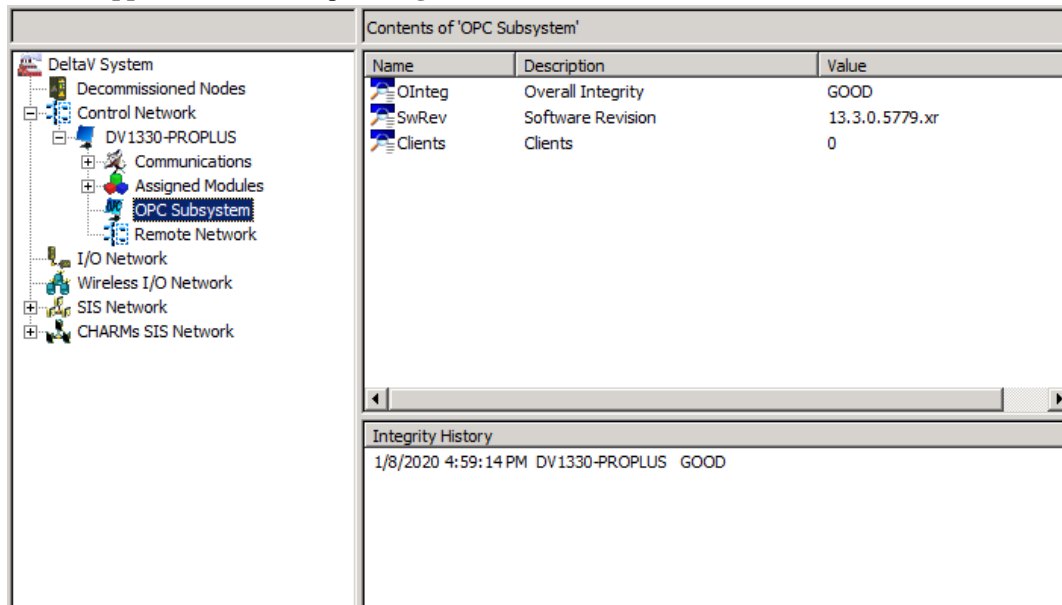 Contents of 'OPC Subsystem'
DeltaV System
Decommissioned Nodes
Control Network
DV1330-PROPLUS
Communications
Assigned Modules
OPC Subsystem
Remote Network
I/O Network
Wireless I/O Network
SIS Network
CHARMs SIS Network
Name Description Value
OInteg Overall Integrity GOOD
SwRev Software Revision 13.3.0.5779.xr
Clients Clients 0
Integrity History
1/8/2020 4:59:14 PM DV1330-PROPLUS GOOD